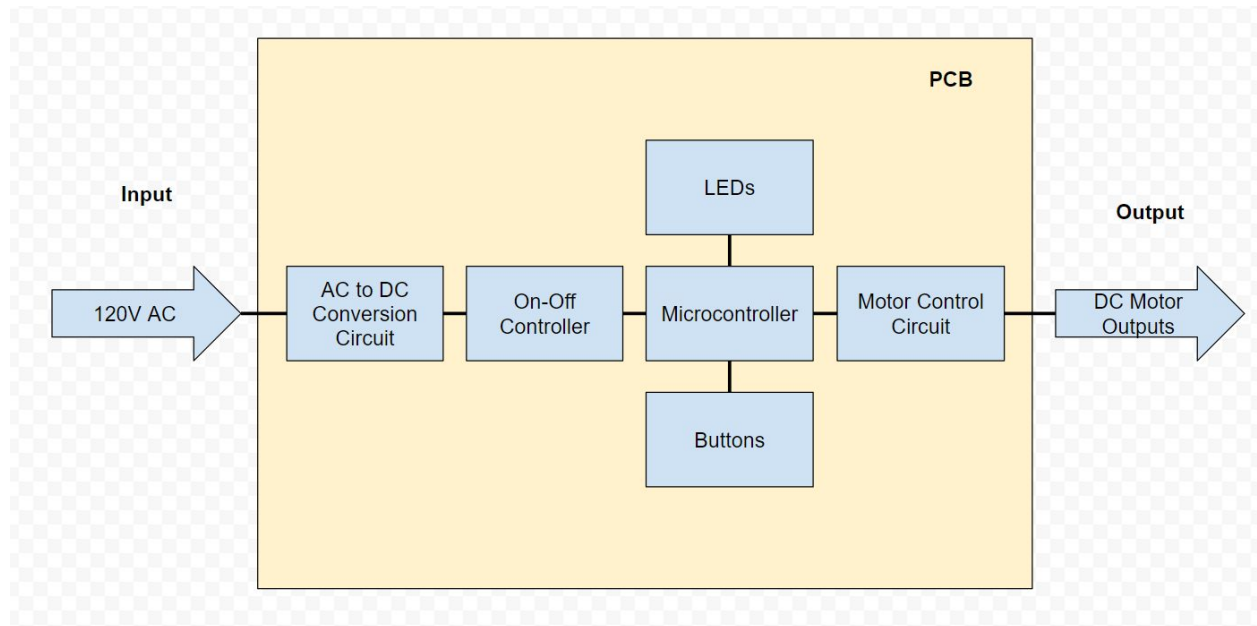 PCB
Input
LEDs
Output
120V AC
AC to DC
Conversion
Circuit
On-Off
Controller
Microcontroller
Motor Control
Circuit
DC Motor
Outputs
Buttons